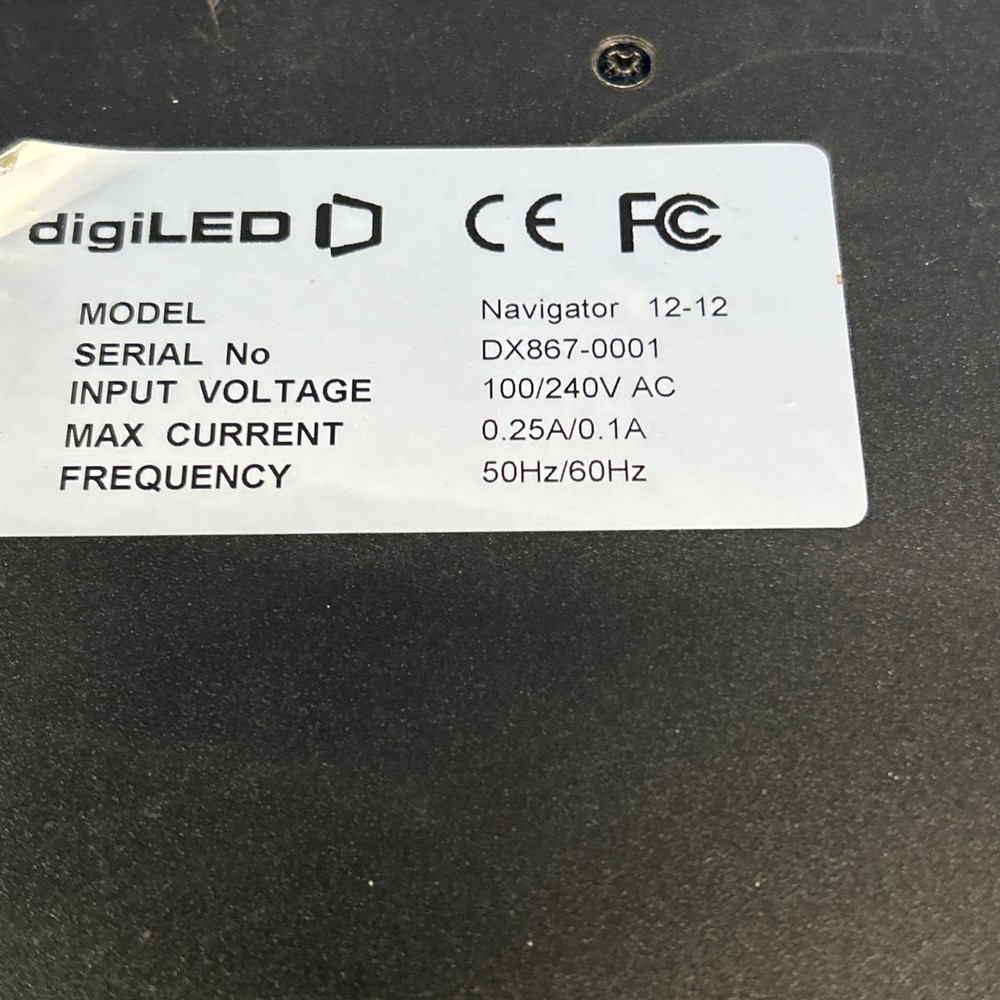 digiLED CE FC
MODEL Navigator 12-12
SERIAL No DX867-0001
INPUT VOLTAGE 100/240V AC
MAX CURRENT 0.25A/0.1A
FREQUENCY 50Hz/60Hz